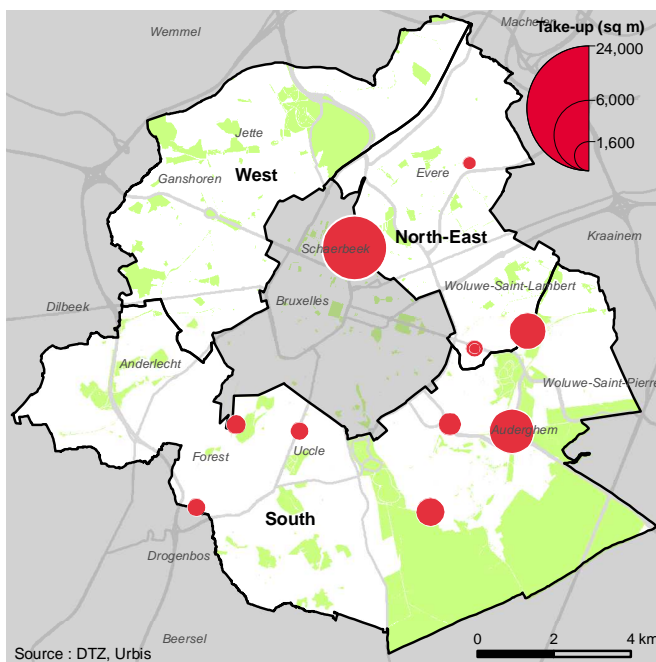 Wemmel
Machelen
Take-up (sq m)
24,000
6,000
1,600
Jette
Evere
Ganshoren
West
Schaerbeek
North-East
Kraainem
Woluwe-Saint-Lambert
Bruxelles
Dilbeek
Anderlecht
Woluwe-Saint-Pierre
Auderghem
Forest
Uccle
South
Drogenbos
Beersel
Source : DTZ, Urbis
0 2 4 km